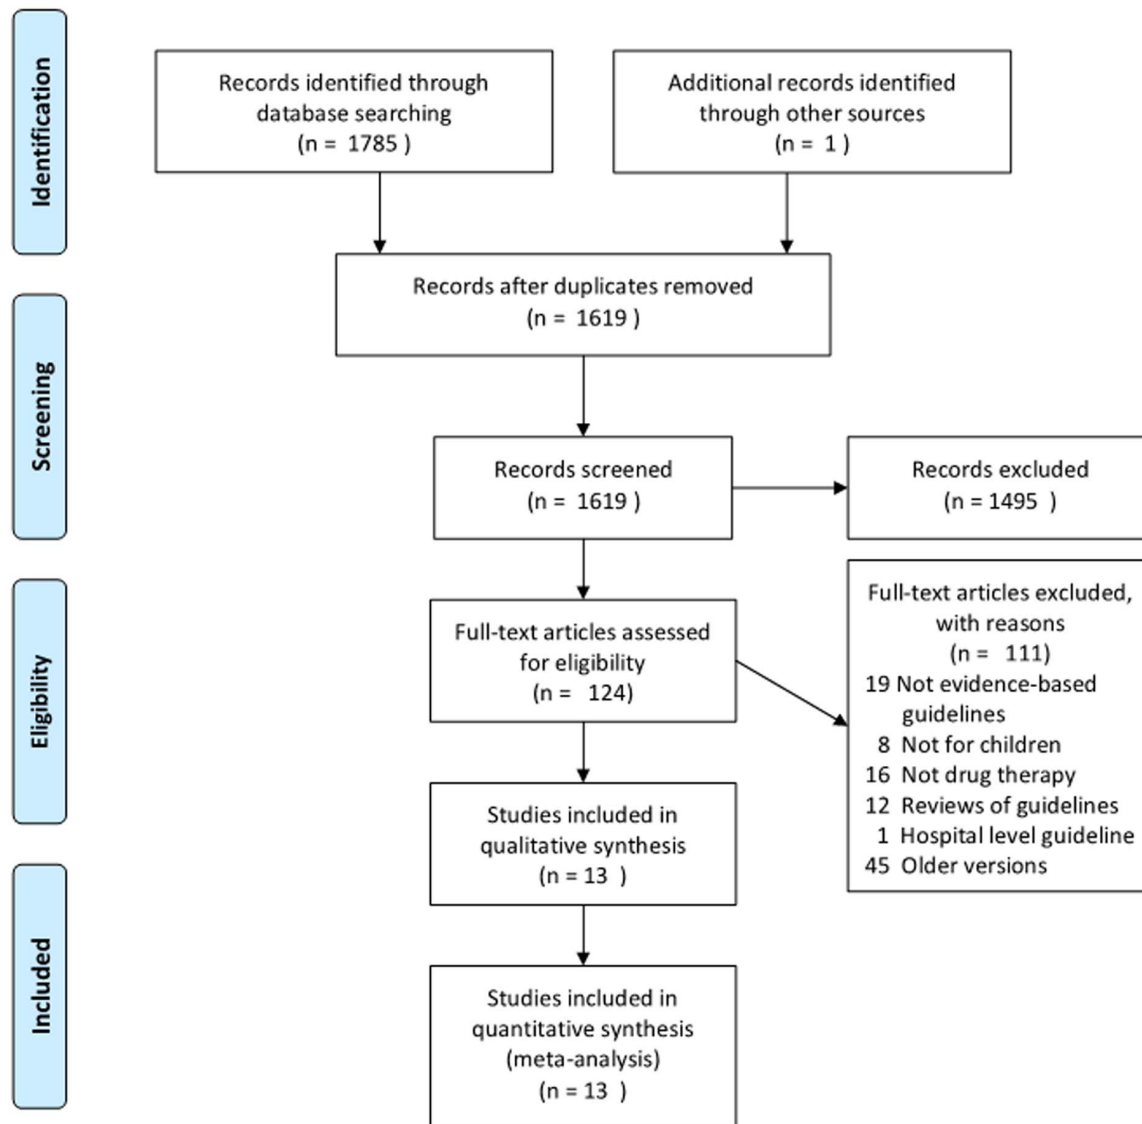 Identification
Records identified through
database searching
(n = 1785 )
Additional records identified
through other sources
(n = 1 )
Records after duplicates removed
(n = 1619 )
Screening
Records screened
(n = 1619 )
Records excluded
(n = 1495 )
Eligibility
Full-text articles assessed
for eligibility
(n = 124)
Full-text articles excluded,
with reasons
(n = 111)
19 Not evidence-based
guidelines
8 Not for children
16 Not drug therapy
12 Reviews of guidelines
1 Hospital level guideline
45 Older versions
Studies included in
qualitative synthesis
(n = 13 )
Included
Studies included in
quantitative synthesis
(meta-analysis)
(n = 13 )